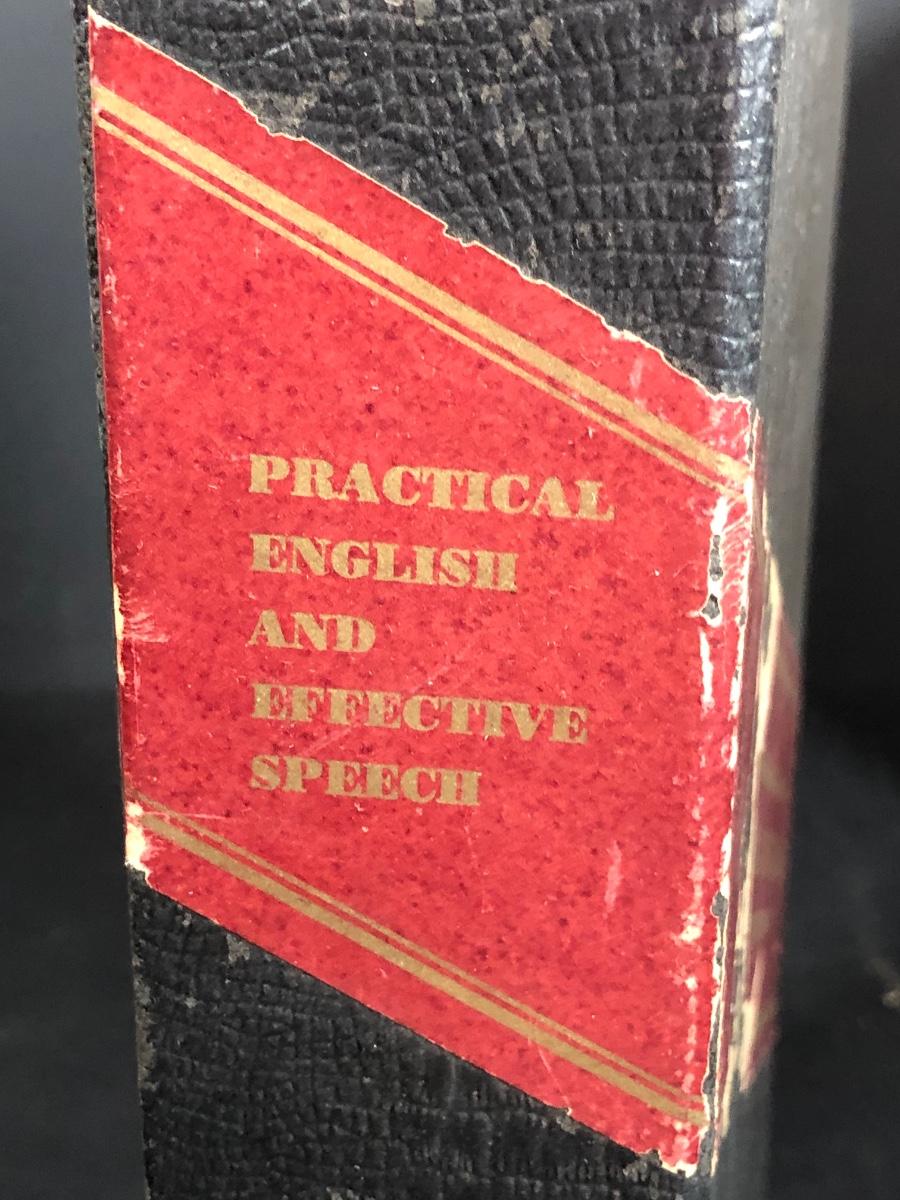 PRACTICAL
ENGLISH
AND
EFFECTIVE
SPEECH